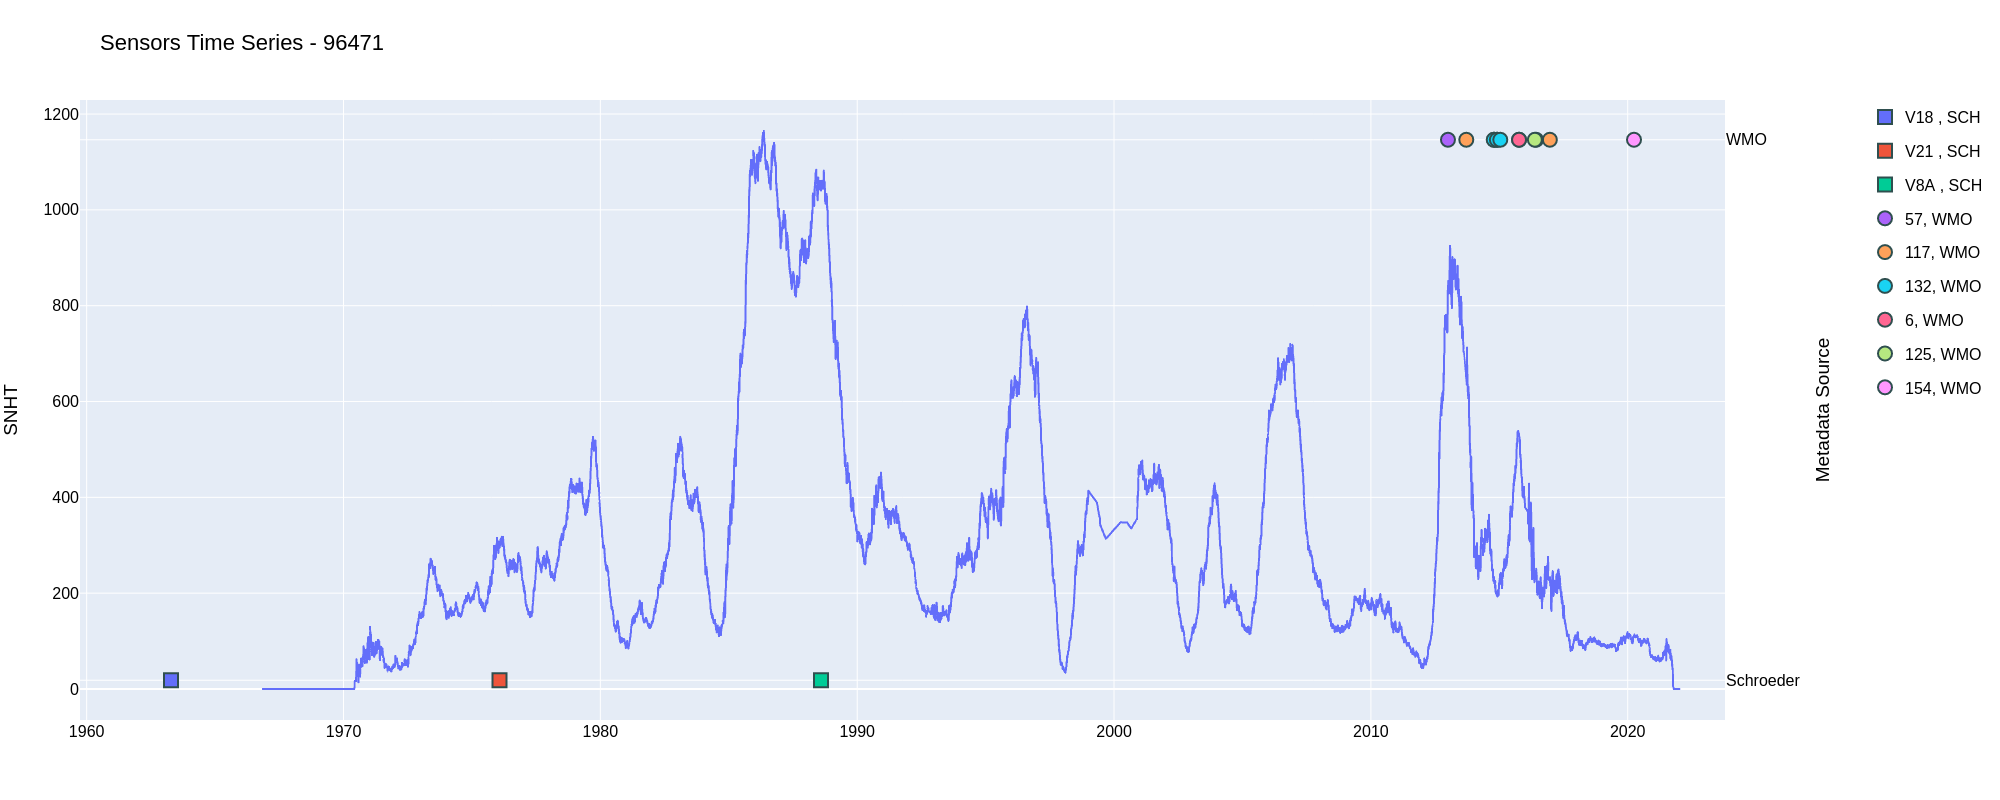 Sensors Time Series - 96471
1200
1000
800
600
400
200
0
SNHT
1960
1970
1980
1990
2000
2010
2020
WMO
Schroeder
Metadata Source
V18 , SCH
V21 , SCH
V8A , SCH
57, WMO
117, WMO
132, WMO
6, WMO
125, WMO
154, WMO